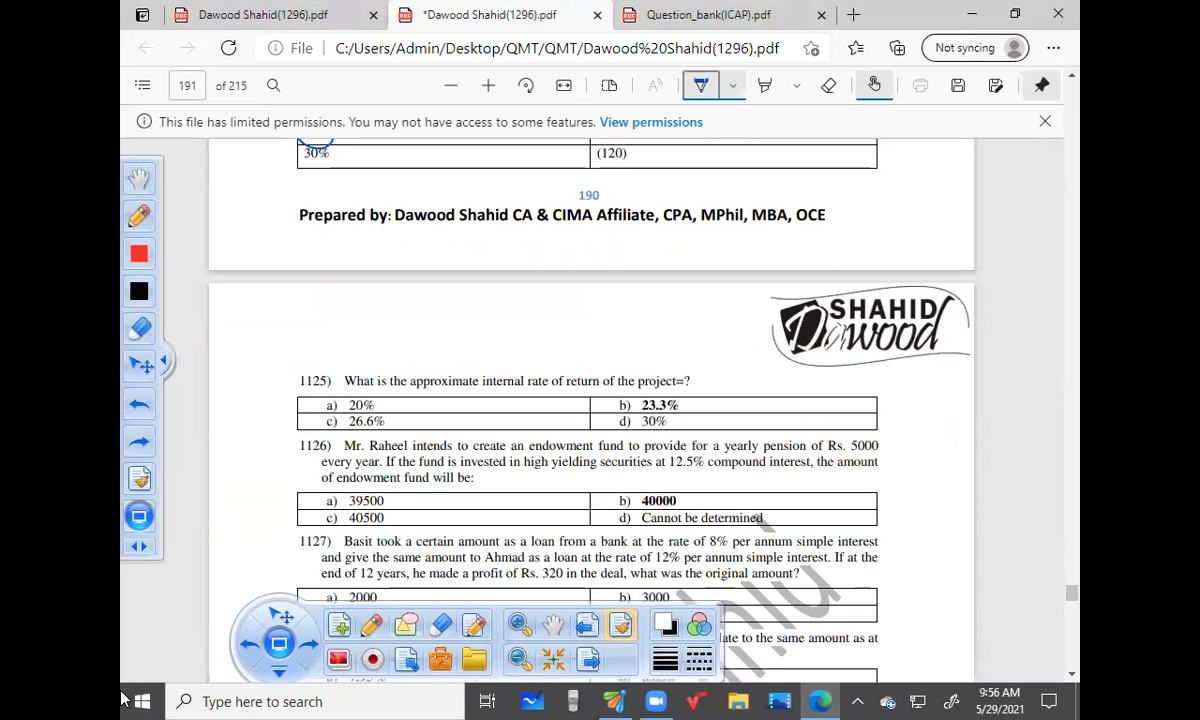 Dawood Shahid(1296).pdf
*Dawood Shahid(1296).pdf
Question_bank(ICAP).pdf
File
C:/Users/Admin/Desktop/QMT/QMT/Dawood%20Shahid(1296).pdf
Not syncing
191 of 215
This file has limited permissions. You may not have access to some features. View permissions
30% (120)
190
Prepared by: Dawood Shahid CA & CIMA Affiliate, CPA, MPhil, MBA, OCE
SHAHID
Dawood
1125) What is the approximate internal rate of return of the project=?
a) 20% b) 23.3%
c) 26.6% d) 30%
1126) Mr. Raheel intends to create an endowment fund to provide for a yearly pension of Rs. 5000
every year. If the fund is invested in high yielding securities at 12.5% compound interest, the amount
of endowment fund will be:
a) 39500 b) 40000
c) 40500 d) Cannot be determined
1127) Basit took a certain amount as a loan from a bank at the rate of 8% per annum simple interest
and give the same amount to Ahmad as a loan at the rate of 12% per annum simple interest. If at the
end of 12 years, he made a profit of Rs. 320 in the deal, what was the original amount?
a) 2000 b) 3000
to the same amount as at
Type here to search
9:56 AM
5/29/2021